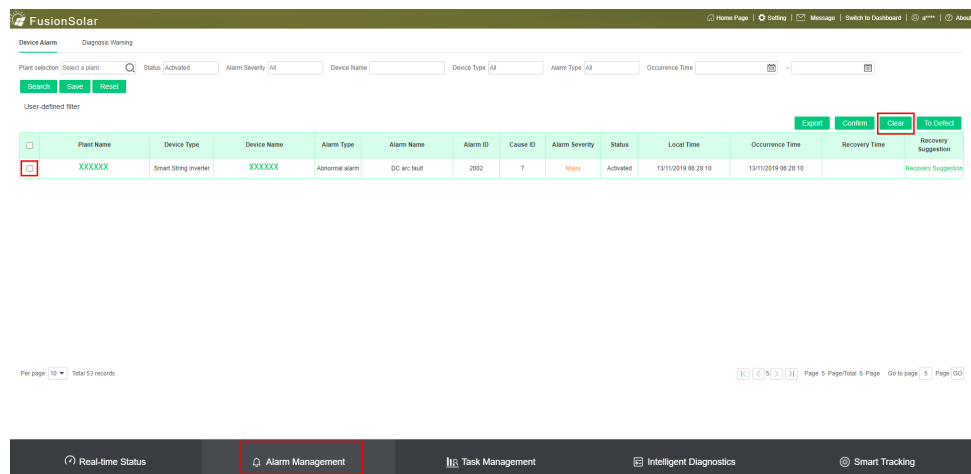 FusionSolar
Home Page | Setting | Message | Switch to Dashboard | a**** | About
Device Alarm Diagnosis Warning
Plant selection Select a plant. Status Activated Alarm Severity All Device Name Device Type All Alarm Type All Occurrence Time ~
Search Save Reset
User-defined filter
Export Confirm Clear To Defect
Plant Name Device Type Device Name Alarm Type Alarm Name Alarm ID Cause ID Alarm Severity Status Local Time Occurrence Time Recovery Time Recovery Suggestion
XXXXXX Smart String Inverter XXXXXX Abnormal alarm DC arc fault 2002 7 Major Activated 13/11/2019 06:28:10 13/11/2019 06:28:10 Recovery Suggestion
Per page: 10 Total 53 records 5 Page 5 Page/Total 6 Page Go to page 5 Page GO
Real-time Status Alarm Management Task Management Intelligent Diagnostics Smart Tracking